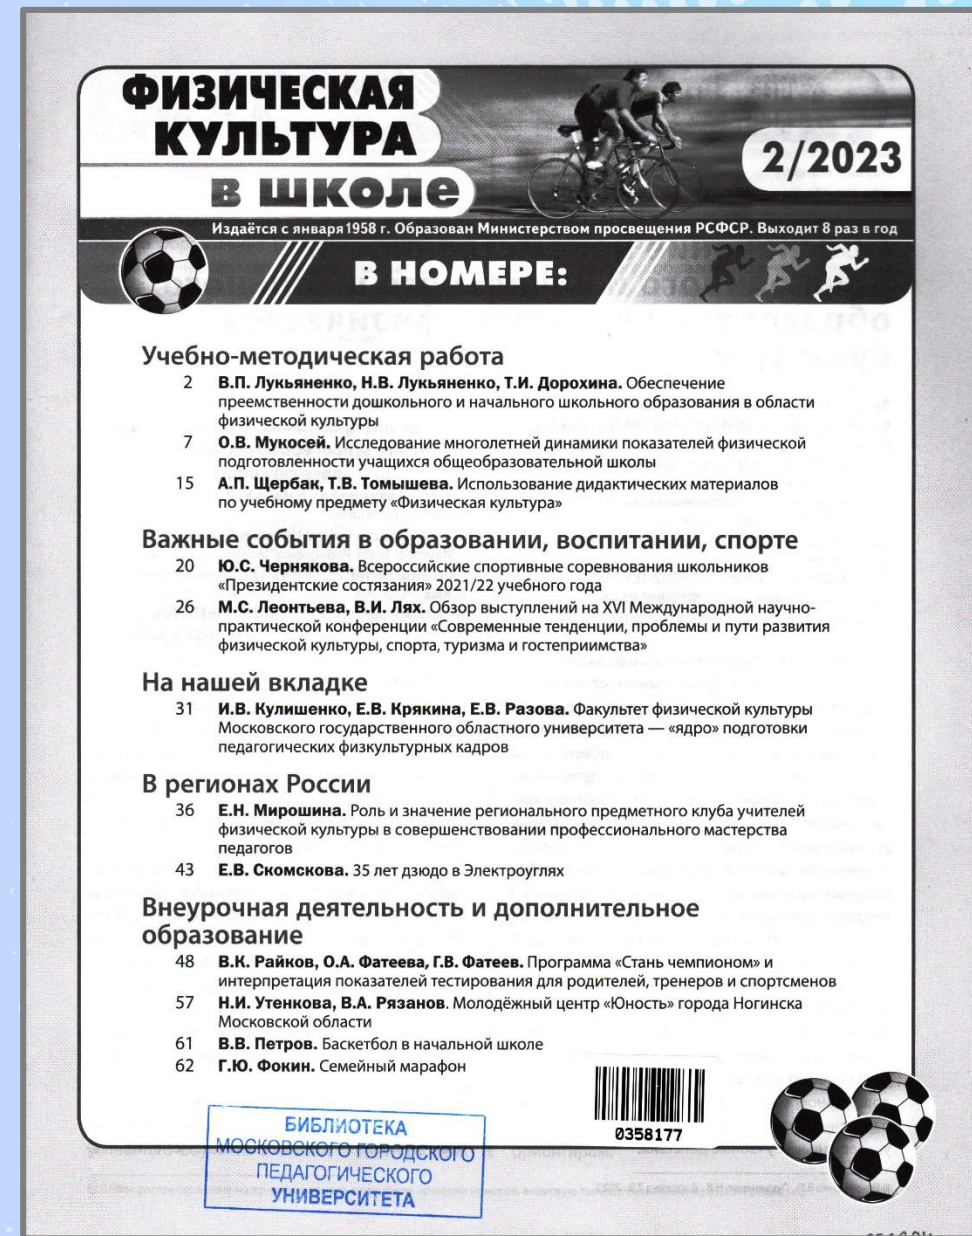 ФИЗИЧЕСКАЯ
КУЛЬТУРА
в школе
2/2023
Издаётся с января 1958 г. Образован Министерством просвещения РСФСР. Выходит 8 раз в год
В НОМЕРЕ:
Учебно-методическая работа
2 В.П. Лукьяненко, Н.В. Лукьяненко, Т.И. Дорохина. Обеспечение
преемственности дошкольного и начального школьного образования в области
физической культуры
7 О.В. Мукосей. Исследование многолетней динамики показателей физической
подготовленности учащихся общеобразовательной школы
15 А.П. Щербак, Т.В. Томышева. Использование дидактических материалов
по учебному предмету «Физическая культура»
Важные события в образовании, воспитании, спорте
20 Ю.С. Чернякова. Всероссийские спортивные соревнования школьников
«Президентские состязания» 2021/22 учебного года
26 М.С. Леонтьева, В.И. Лях. Обзор выступлений на XVI Международной научно-
практической конференции «Современные тенденции, проблемы и пути развития
физической культуры, спорта, туризма и гостеприимства»
На нашей вкладке
31 И.В. Кулишенко, Е.В. Крякина, Е.В. Разова. Факультет физической культуры
Московского государственного областного университета — «ядро» подготовки
педагогических физкультурных кадров
В регионах России
36 Е.Н. Мирошина. Роль и значение регионального предметного клуба учителей
физической культуры в совершенствовании профессионального мастерства
педагогов
43 Е.В. Скомскова. 35 лет дзюдо в Электроуглях
Внеурочная деятельность и дополнительное
образование
48 В.К. Райков, О.А. Фатеева, Г.В. Фатеев. Программа «Стань чемпионом» и
интерпретация показателей тестирования для родителей, тренеров и спортсменов
57 Н.И. Утенкова, В.А. Рязанов. Молодёжный центр «Юность» города Ногинска
Московской области
61 В.В. Петров. Баскетбол в начальной школе
62 Г.Ю. Фокин. Семейный марафон
0358177
БИБЛИОТЕКА
МОСКОВСКОГО ГОРОДСКОГО
ПЕДАГОГИЧЕСКОГО
УНИВЕРСИТЕТА